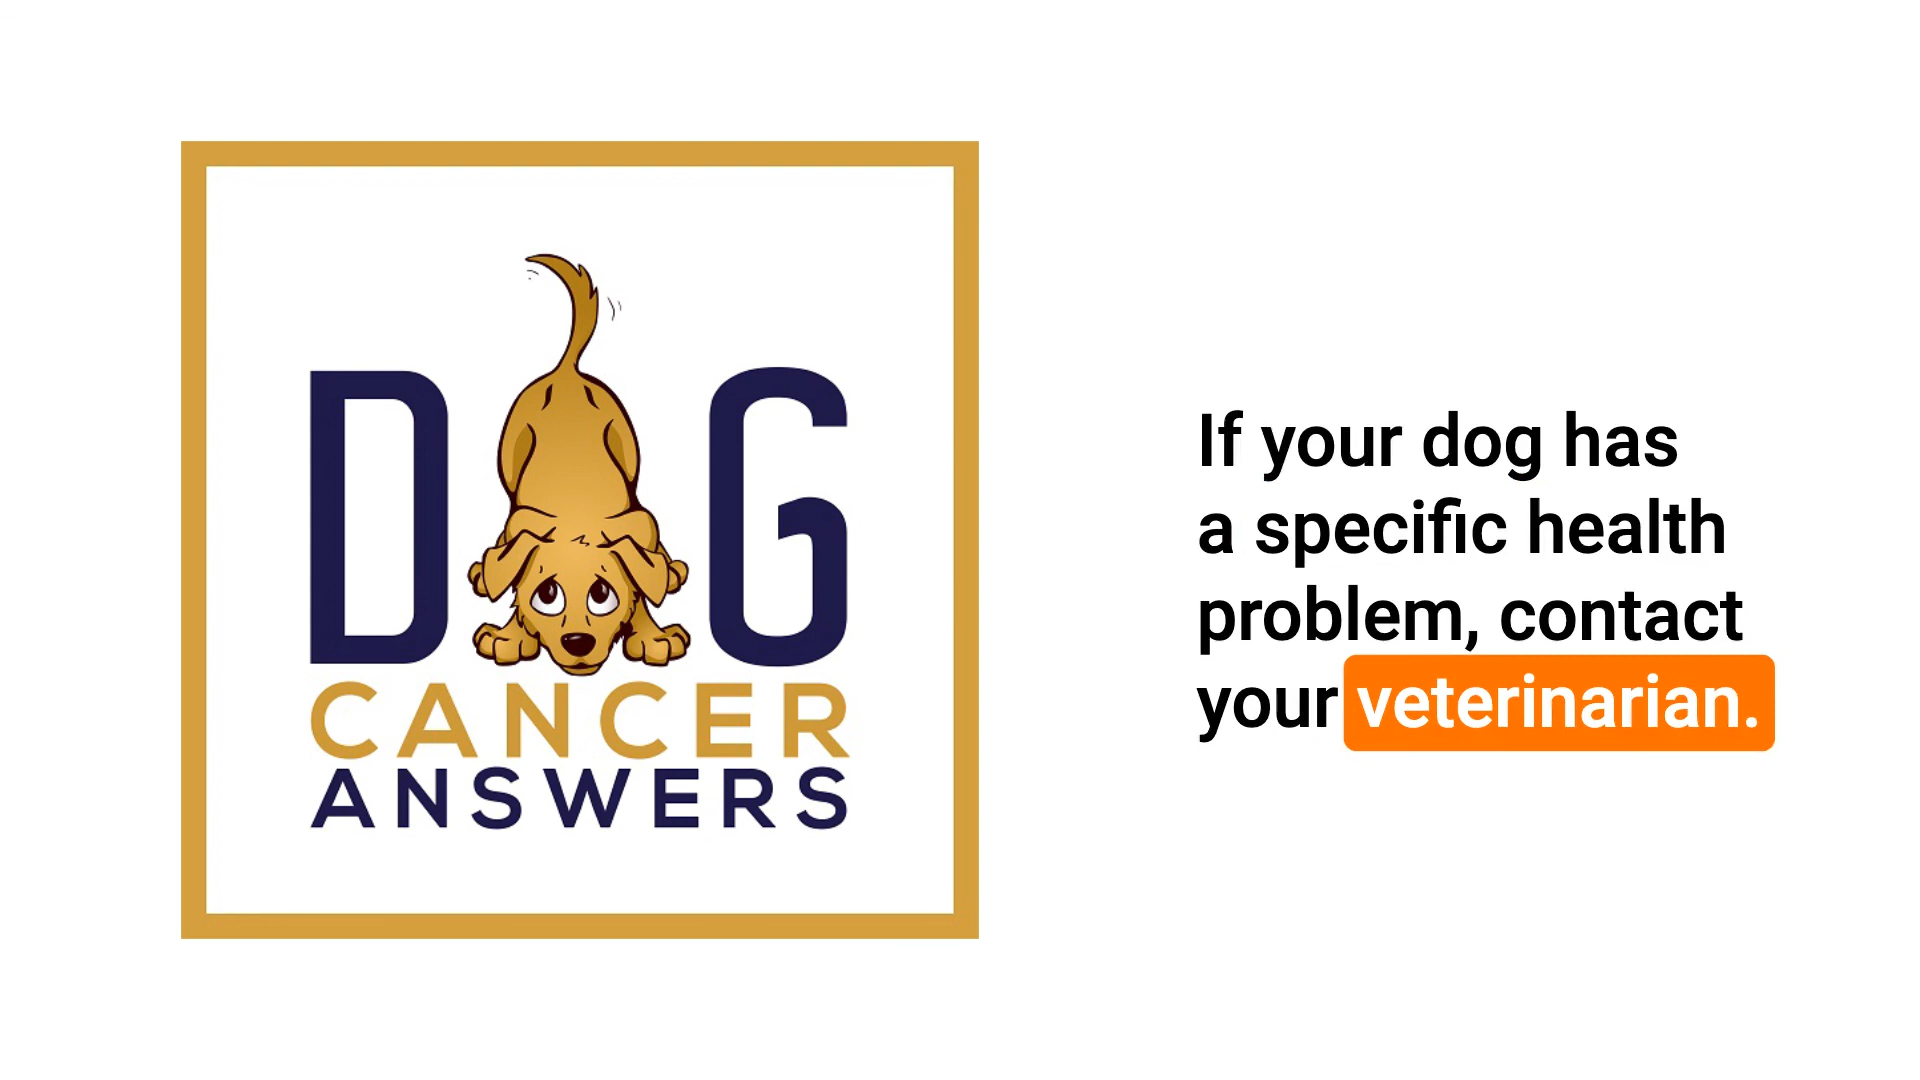 DOG
CANCER
ANSWERS
If your dog has
a specific health
problem, contact
your veterinarian.